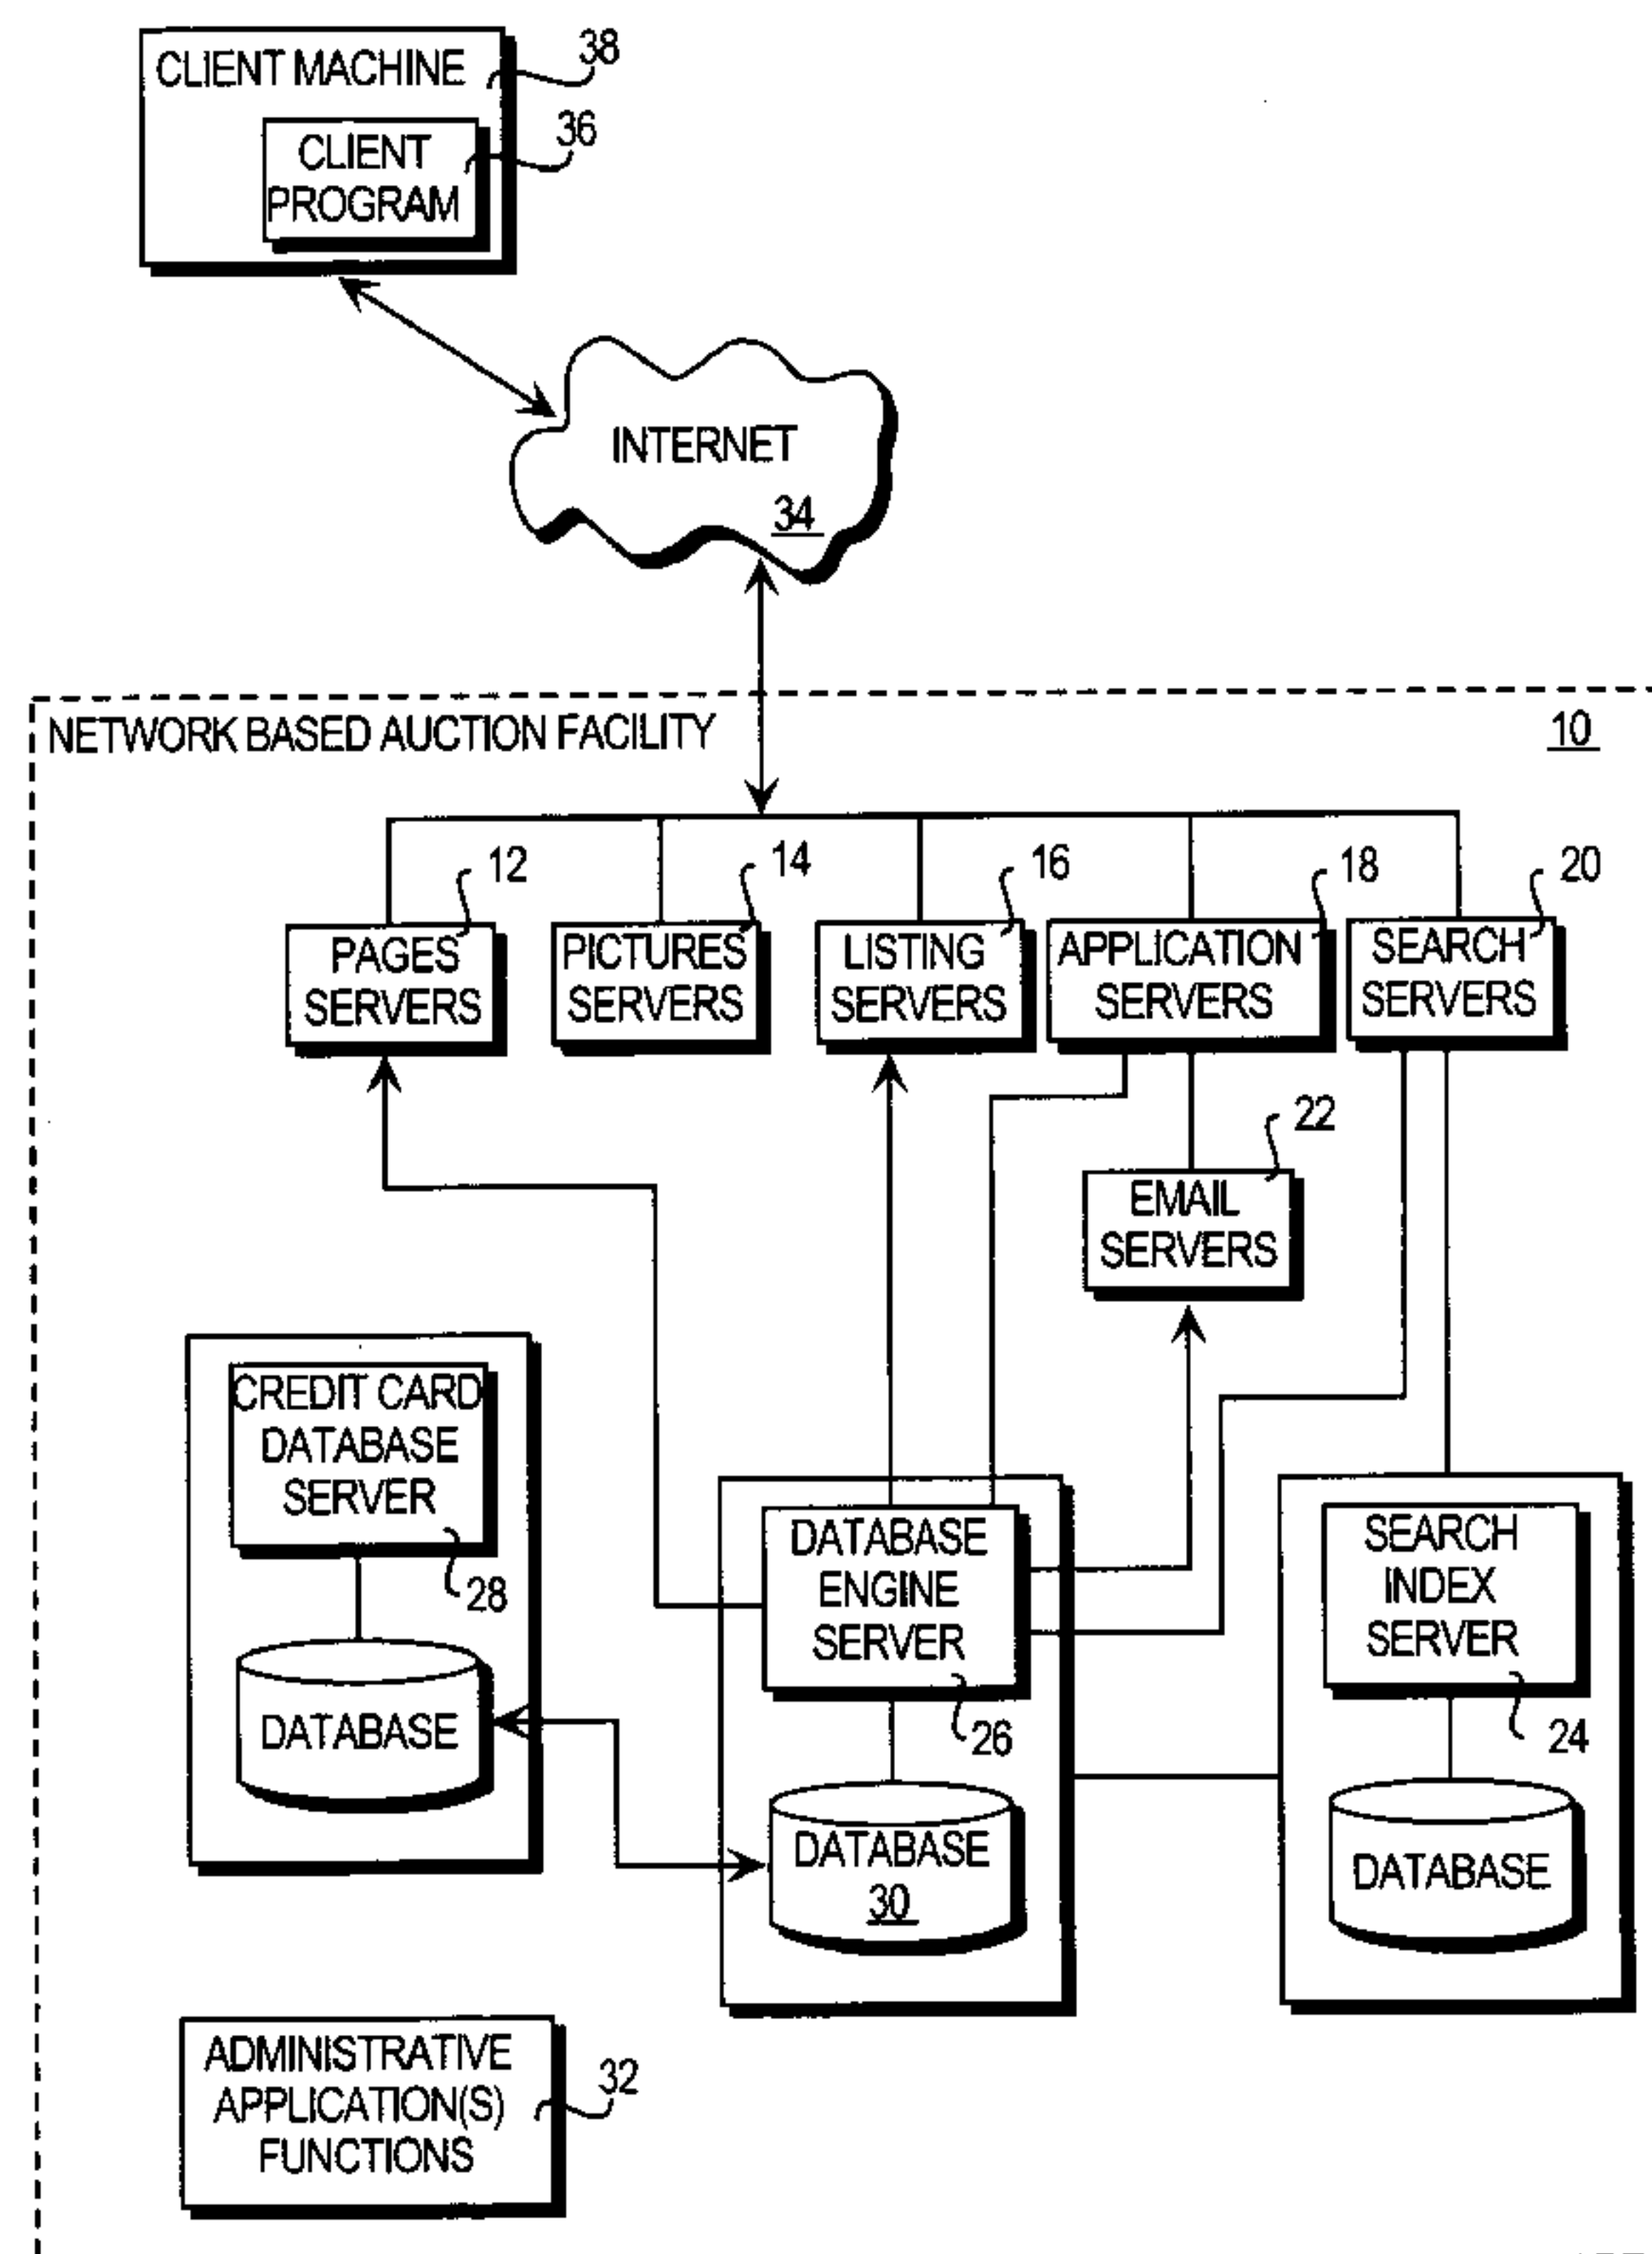 CLIENT MACHINE
38
CLIENT
PROGRAM
36
INTERNET
34
NETWORK BASED AUCTION FACILITY
10
12
14
16
18
20
PAGES
SERVERS
PICTURES
SERVERS
LISTING
SERVERS
APPLICATION
SERVERS
SEARCH
SERVERS
22
EMAIL
SERVERS
CREDIT CARD
DATABASE
SERVER
28
DATABASE
DATABASE
ENGINE
SERVER
26
DATABASE
30
SEARCH
INDEX
SERVER
24
DATABASE
ADMINISTRATIVE
APPLICATION(S)
FUNCTIONS
32